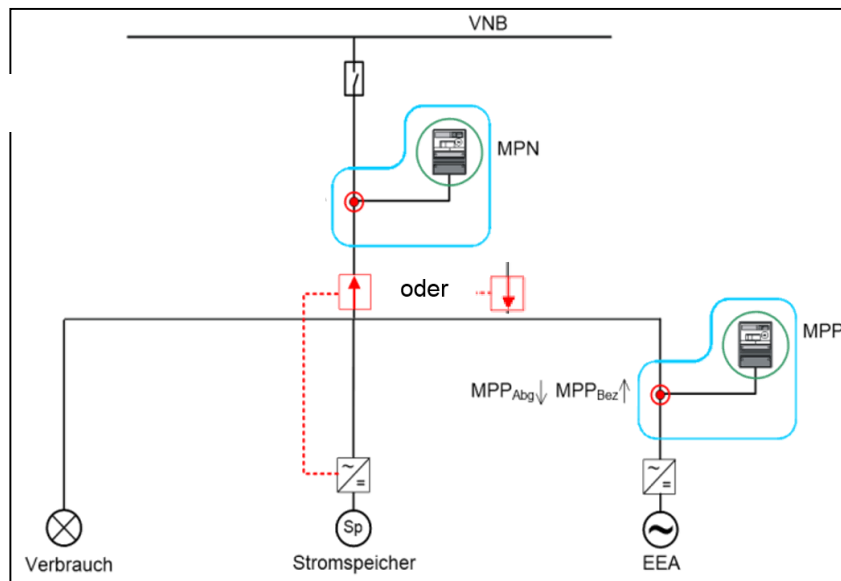 VNB
MPN
oder
MPP
MPPAbg↓ MPPBez↑
Sp
Verbrauch
Stromspeicher
EEA